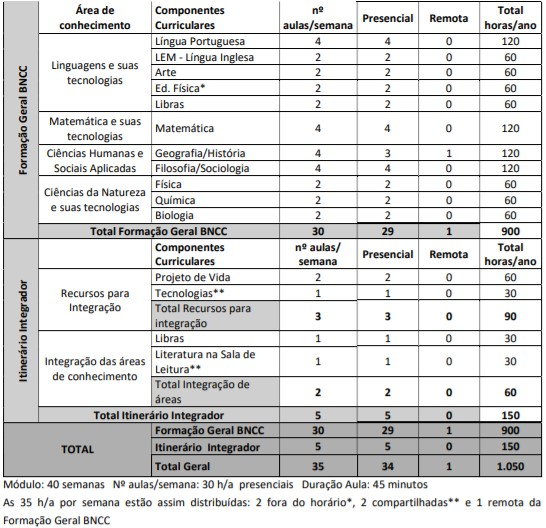 Área de conhecimento Componentes Curriculares nº aulas/semana Presencial Remota Total horas/ano
Formação Geral BNCC
Linguagens e suas tecnologias
Língua Portuguesa 4 4 0 120
LEM - Língua Inglesa 2 2 0 60
Arte 2 2 0 60
Ed. Física* 2 2 0 60
Libras 2 2 0 60
Matemática e suas tecnologias
Matemática 4 4 0 120
Ciências Humanas e Sociais Aplicadas
Geografia/História 4 3 1 120
Filosofia/Sociologia 4 4 0 120
Ciências da Natureza e suas tecnologias
Física 2 2 0 60
Química 2 2 0 60
Biologia 2 2 0 60
Total Formação Geral BNCC 30 29 1 900
Itinerário Integrador
Componentes Curriculares nº aulas/ semana Presencial Remota Total horas/ano
Recursos para Integração
Projeto de Vida 2 2 0 60
Tecnologias** 1 1 0 30
Total Recursos para integração 3 3 0 90
Integração das áreas de conhecimento
Libras 1 1 0 30
Literatura na Sala de Leitura** 1 1 0 30
Total Integração de áreas 2 2 0 60
Total Itinerário Integrador 5 5 0 150
TOTAL
Formação Geral BNCC 30 29 1 900
Itinerário Integrador 5 5 0 150
Total Geral 35 34 1 1.050
Módulo: 40 semanas Nº aulas/semana: 30 h/a presenciais Duração Aula: 45 minutos
As 35 h/a por semana estão assim distribuídas: 2 fora do horário*, 2 compartilhadas** e 1 remota da
Formação Geral BNCC